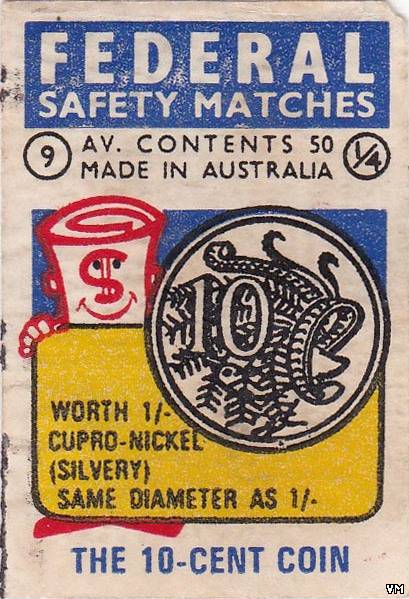 FEDERAL
SAFETY MATCHES
9 AV. CONTENTS 50 1/4
MADE IN AUSTRALIA
$
10
WORTH 1/-
CUPRO-NICKEL
(SILVERY)
SAME DIAMETER AS 1/-
THE 10-CENT COIN
VM